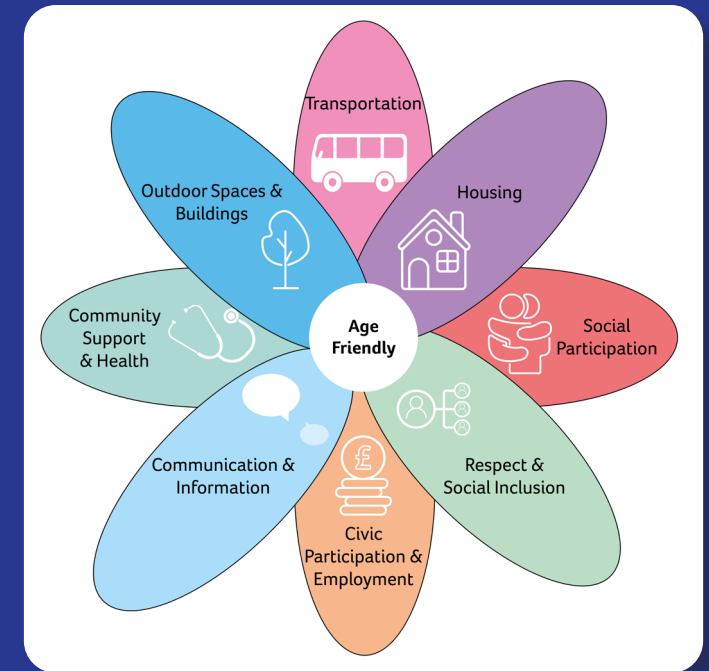 Transportation
Housing
Outdoor Spaces &
Buildings
Community
Support
& Health
Age
Friendly
Social
Participation
Communication &
Information
Respect &
Social Inclusion
£
Civic
Participation &
Employment